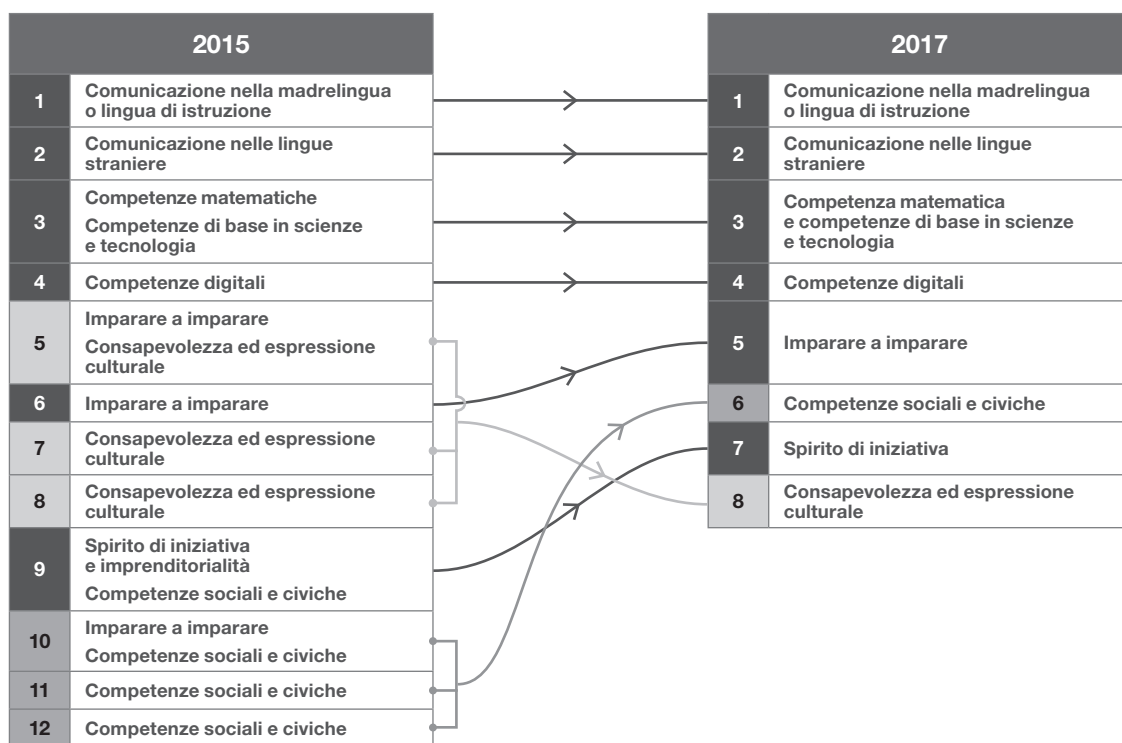 2015
1
Comunicazione nella madrelingua
o lingua di istruzione
2
Comunicazione nelle lingue
straniere
3
Competenze matematiche
Competenze di base in scienze
e tecnologia
4
Competenze digitali
5
Imparare a imparare
Consapevolezza ed espressione
culturale
6
Imparare a imparare
7
Consapevolezza ed espressione
culturale
8
Consapevolezza ed espressione
culturale
9
Spirito di iniziativa
e imprenditorialità
Competenze sociali e civiche
10
Imparare a imparare
Competenze sociali e civiche
11
Competenze sociali e civiche
12
Competenze sociali e civiche
2017
1
Comunicazione nella madrelingua
o lingua di istruzione
2
Comunicazione nelle lingue
straniere
3
Competenza matematica
e competenze di base in scienze
e tecnologia
4
Competenze digitali
5
Imparare a imparare
6
Competenze sociali e civiche
7
Spirito di iniziativa
8
Consapevolezza ed espressione
culturale